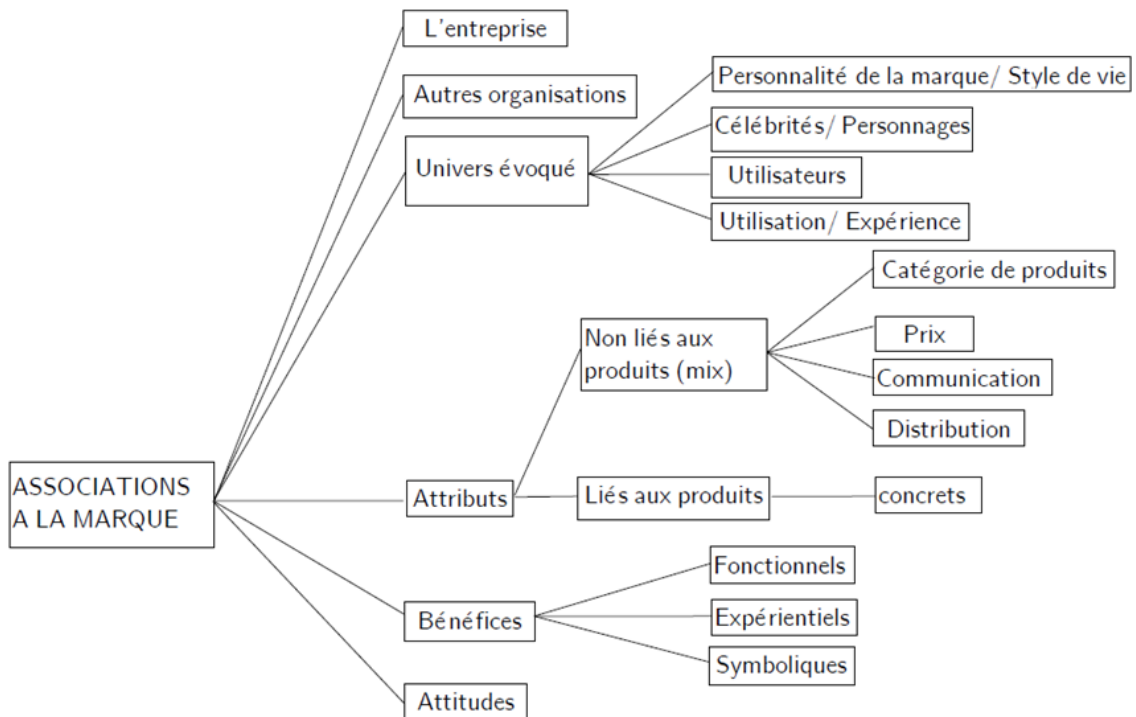 L'entreprise
Autres organisations
Univers évoqué
Personnalité de la marque/ Style de vie
Célébrités/ Personnages
Utilisateurs
Utilisation/ Expérience
Catégorie de produits
Non liés aux
produits (mix)
Prix
Communication
Distribution
ASSOCIATIONS
A LA MARQUE
Attributs
Liés aux produits
concrets
Bénéfices
Fonctionnels
Expérientiels
Symboliques
Attitudes